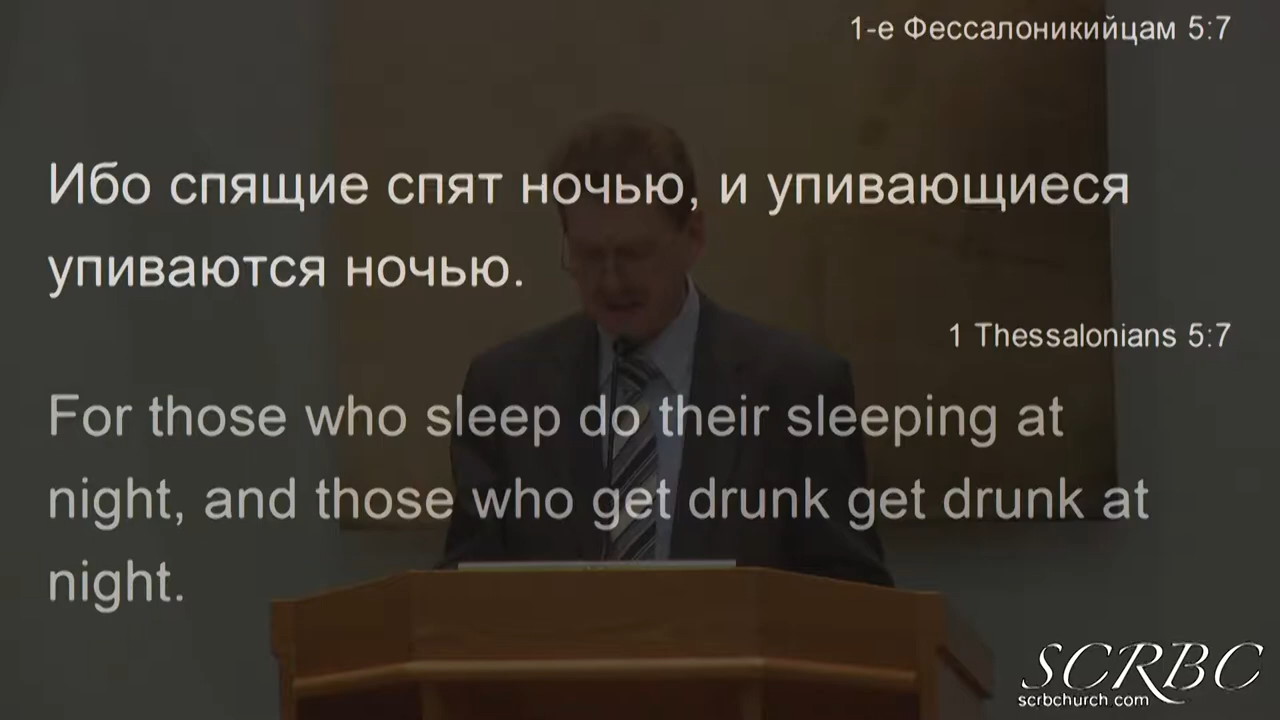 1-е Фессалоникийцам 5:7
Ибо спящие спят ночью, и упивающиеся
упиваются ночью.
1 Thessalonians 5:7
For those who sleep do their sleeping at
night, and those who get drunk get drunk at
night.
SCRBC
scrbchurch.com